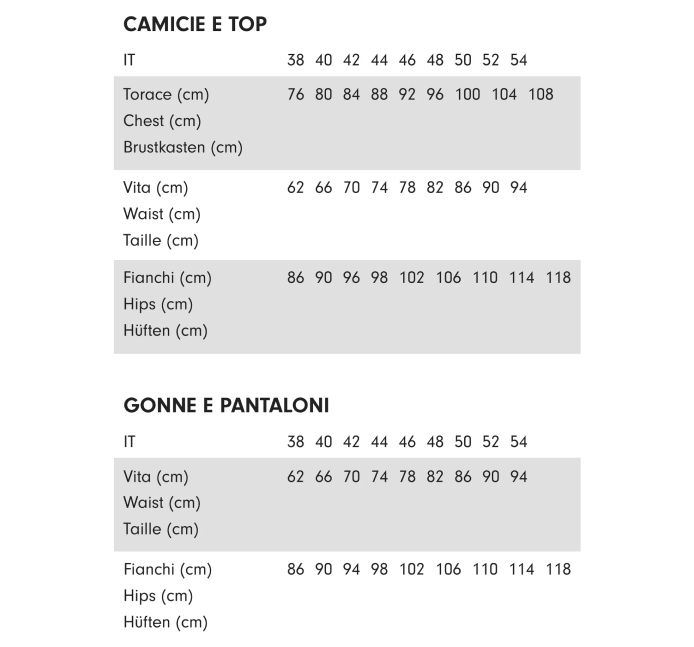 CAMICIE E TOP
IT 38 40 42 44 46 48 50 52 54
Torace (cm) 76 80 84 88 92 96 100 104 108
Chest (cm)
Brustkasten (cm)
Vita (cm) 62 66 70 74 78 82 86 90 94
Waist (cm)
Taille (cm)
Fianchi (cm) 86 90 96 98 102 106 110 114 118
Hips (cm)
Hüften (cm)
GONNE E PANTALONI
IT 38 40 42 44 46 48 50 52 54
Vita (cm) 62 66 70 74 78 82 86 90 94
Waist (cm)
Taille (cm)
Fianchi (cm) 86 90 94 98 102 106 110 114 118
Hips (cm)
Hüften (cm)